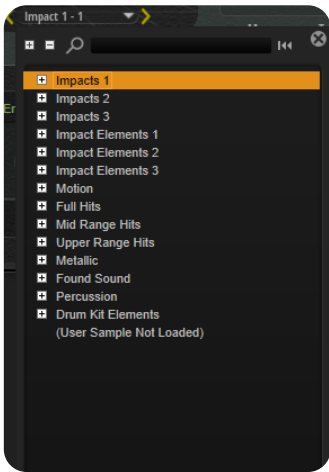 Impact 1 - 1
Er
Impacts 1
Impacts 2
Impacts 3
Impact Elements 1
Impact Elements 2
Impact Elements 3
Motion
Full Hits
Mid Range Hits
Upper Range Hits
Metallic
Found Sound
Percussion
Drum Kit Elements
(User Sample Not Loaded)